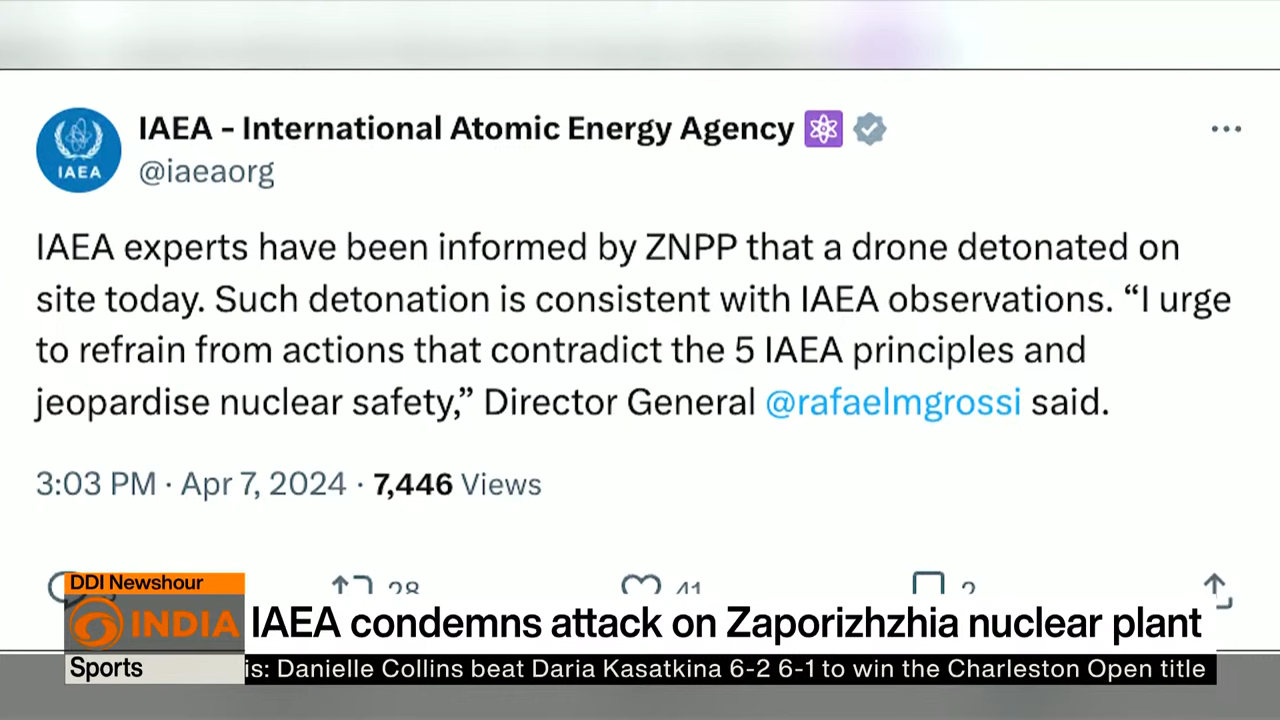 IAEA - International Atomic Energy Agency
@iaeaorg
IAEA
IAEA experts have been informed by ZNPP that a drone detonated on
site today. Such detonation is consistent with IAEA observations. “I urge
to refrain from actions that contradict the 5 IAEA principles and
jeopardise nuclear safety,” Director General @rafaelmgrossi said.
3:03 PM · Apr 7, 2024 · 7,446 Views
28 41 2
DDI Newshour
INDIA
IAEA condemns attack on Zaporizhzhia nuclear plant
Sports
is: Danielle Collins beat Daria Kasatkina 6-2 6-1 to win the Charleston Open title